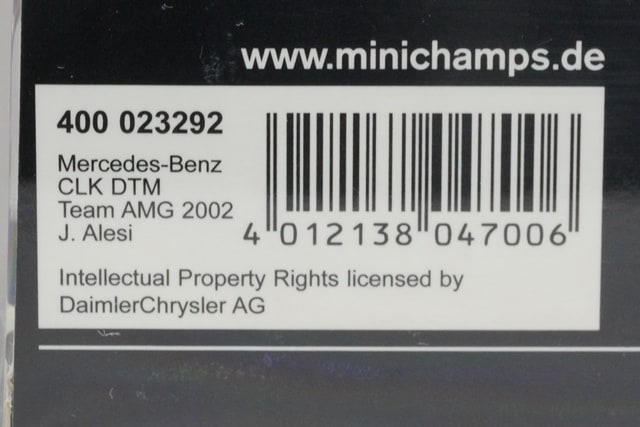 www.minichamps.de
400 023292
Mercedes-Benz
CLK DTM
Team AMG 2002
J. Alesi
4 012138 047006
Intellectual Property Rights licensed by
DaimlerChrysler AG